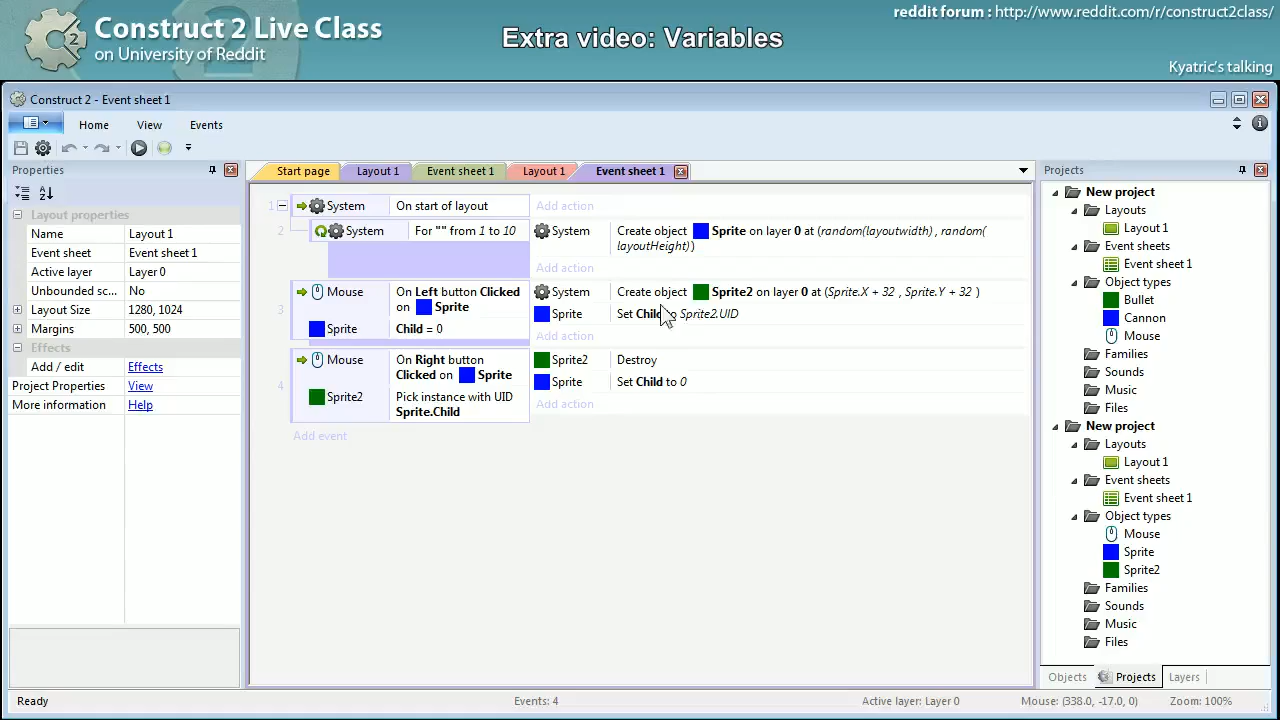 Construct 2 Live Class
on University of Reddit
Extra video: Variables
reddit forum : http://www.reddit.com/r/construct2class/
Kyatric's talking
Construct 2 - Event sheet 1
Home View Events
Properties
Layout properties
Name Layout 1
Event sheet Event sheet 1
Active layer Layer 0
Unbounded sc... No
Layout Size 1280, 1024
Margins 500, 500
Effects
Add / edit Effects
Project Properties View
More information Help
Start page Layout 1 Event sheet 1 Layout 1 Event sheet 1
1 System On start of layout Add action
2 System For "" from 1 to 10 System Create object Sprite on layer 0 at (random(layoutwidth) , random(
layoutHeight))
Add action
3 Mouse On Left button Clicked
on Sprite
Sprite Child = 0
System Create object Sprite2 on layer 0 at (Sprite.X + 32 , Sprite.Y + 32 )
Sprite Set Child to Sprite2.UID
Add action
4 Mouse On Right button
Clicked on Sprite
Sprite2 Pick instance with UID
Sprite.Child
Sprite2 Destroy
Sprite Set Child to 0
Add action
Add event
Projects
New project
Layouts
Layout 1
Event sheets
Event sheet 1
Object types
Bullet
Cannon
Mouse
Families
Sounds
Music
Files
New project
Layouts
Layout 1
Event sheets
Event sheet 1
Object types
Mouse
Sprite
Sprite2
Families
Sounds
Music
Files
Objects Projects Layers
Ready Events: 4 Active layer: Layer 0 Mouse: (338.0, -17.0, 0) Zoom: 100%